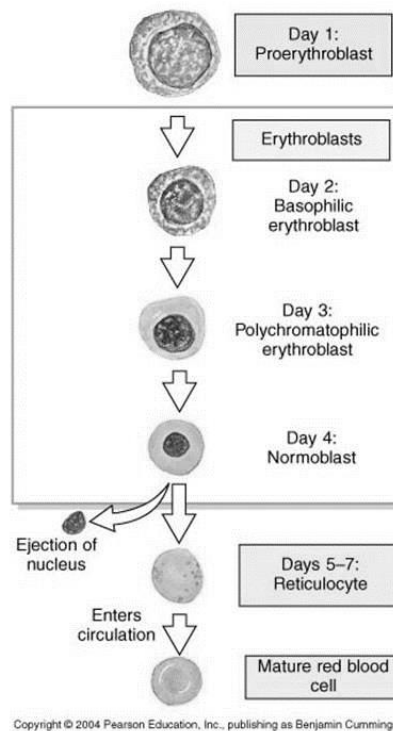 Day 1:
Proerythroblast
Erythroblasts
Day 2:
Basophilic
erythroblast
Day 3:
Polychromatophilic
erythroblast
Day 4:
Normoblast
Ejection of
nucleus
Days 5–7:
Reticulocyte
Enters
circulation
Mature red blood
cell
Copyright © 2004 Pearson Education, Inc., publishing as Benjamin Cumming